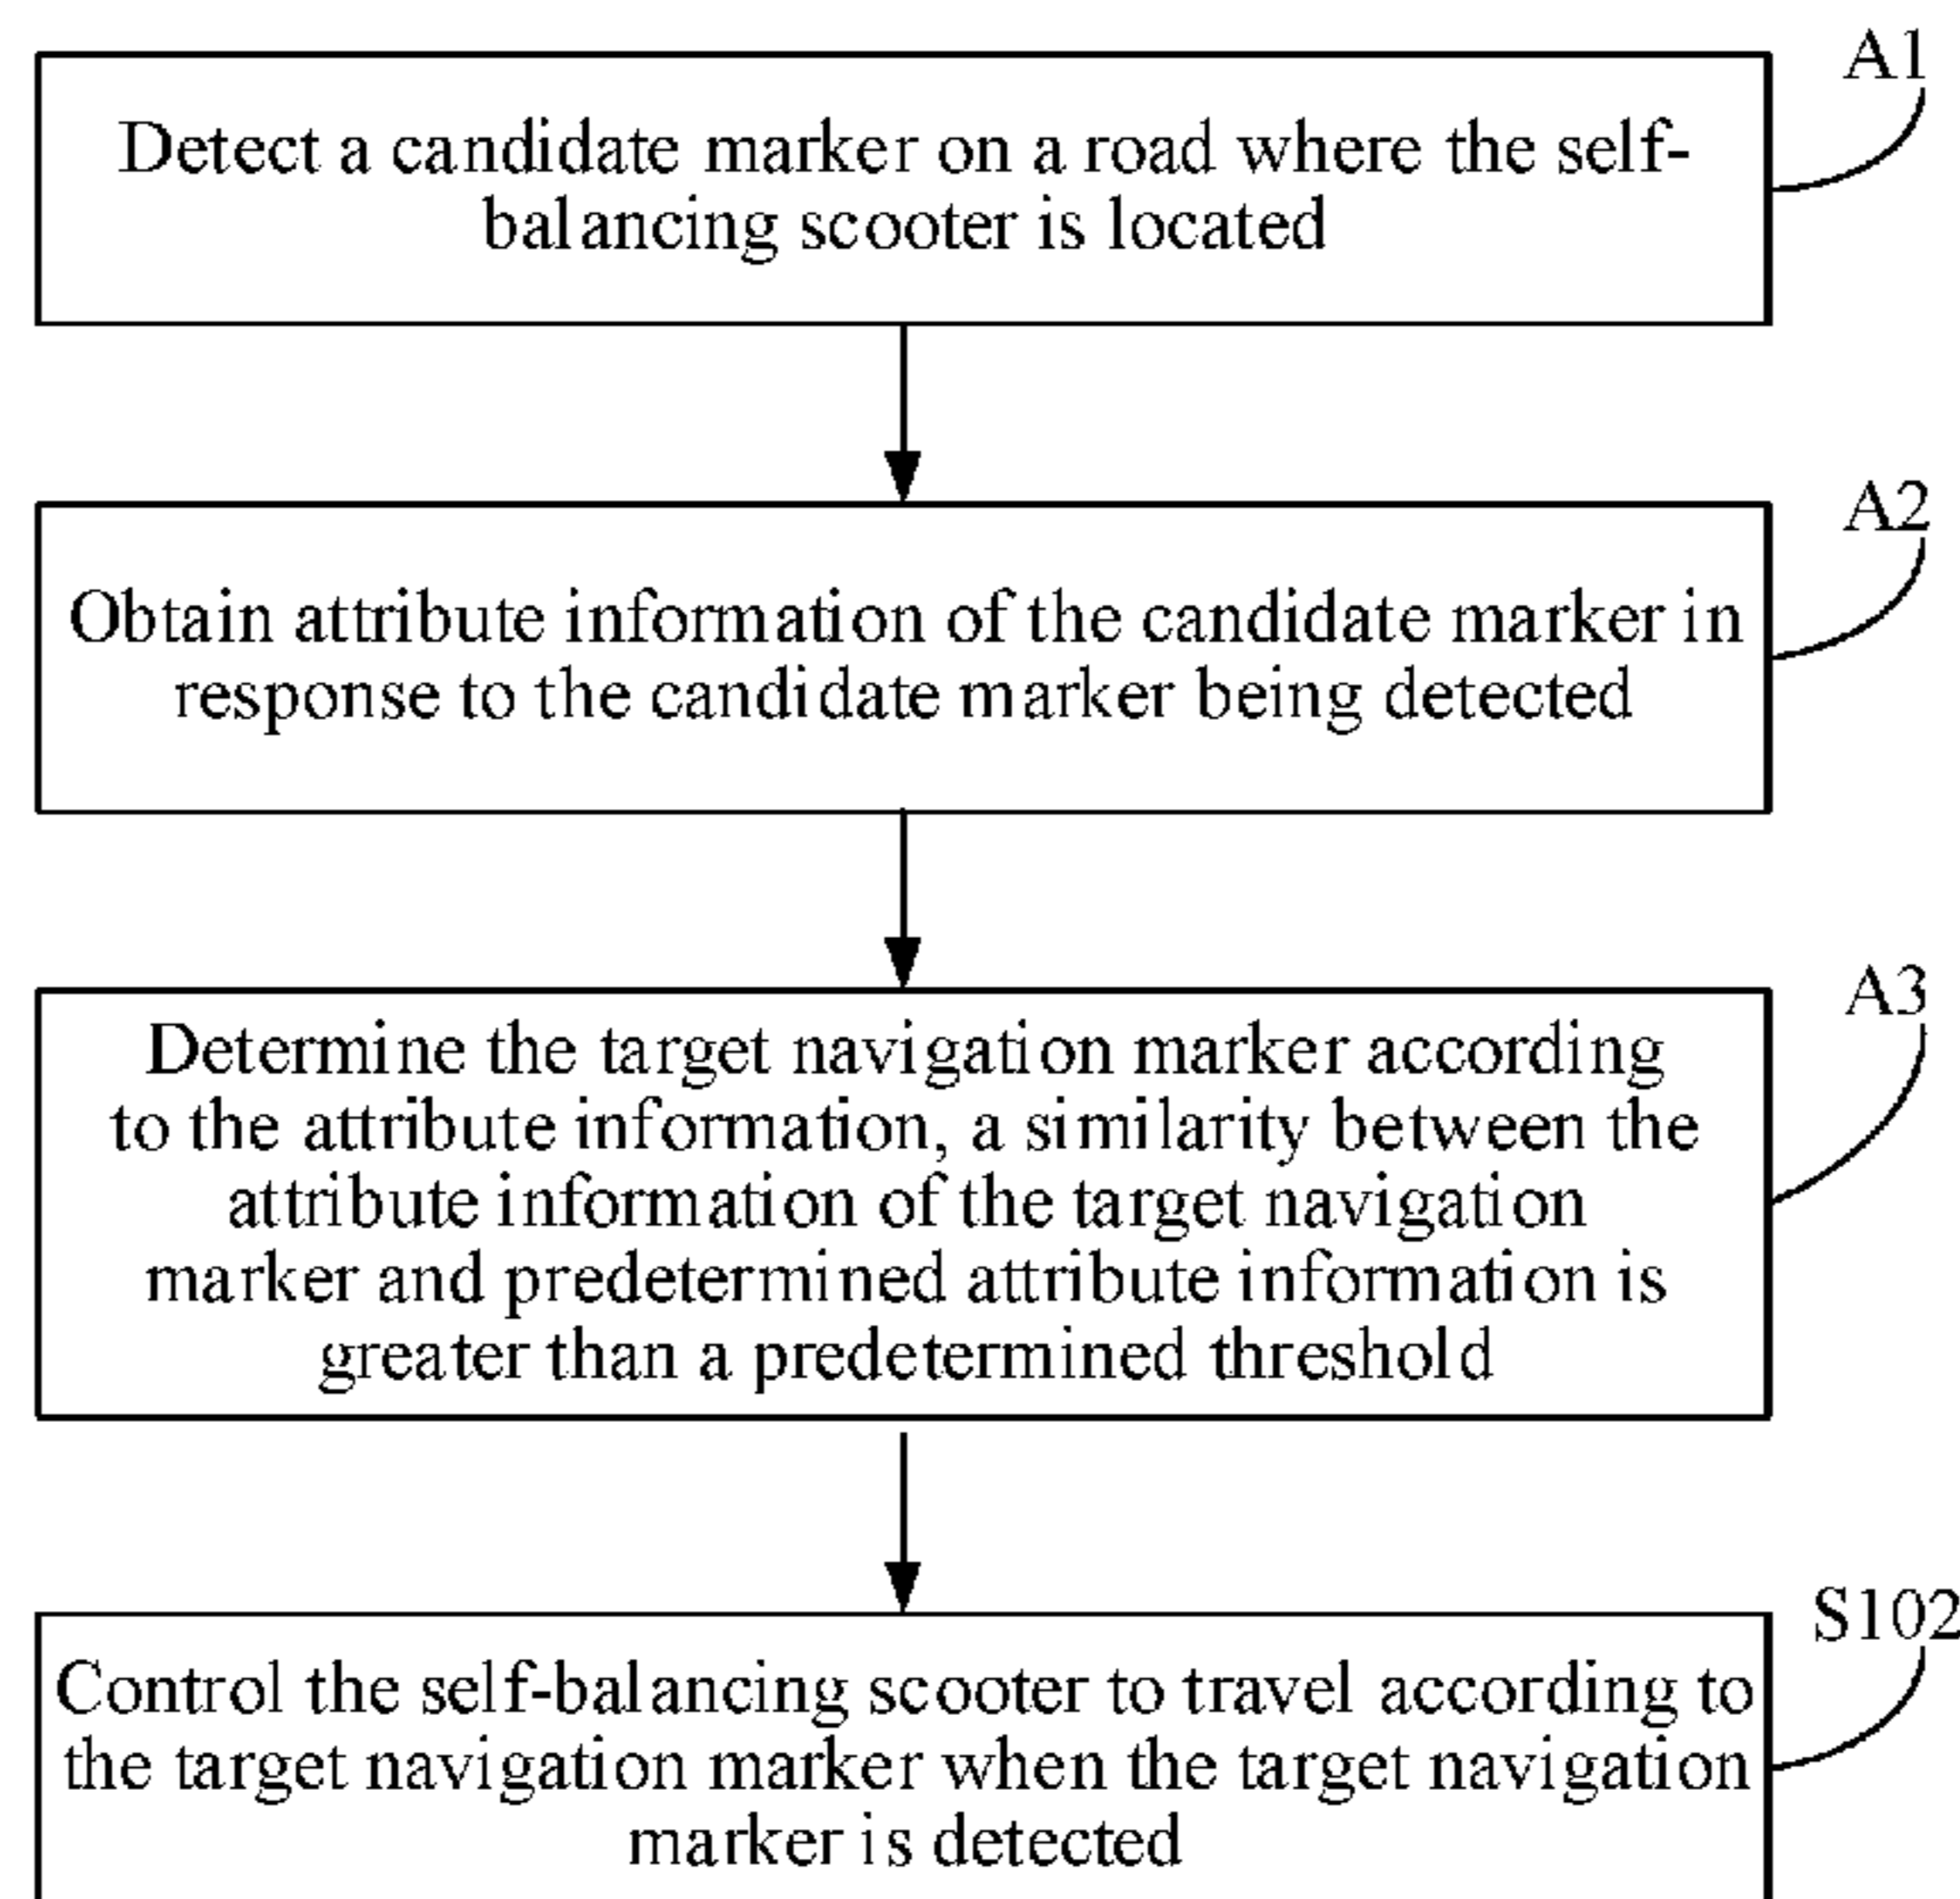 A1
Detect a candidate marker on a road where the self-
balancing scooter is located
A2
Obtain attribute information of the candidate marker in
response to the candidate marker being detected
A3
Determine the target navigation marker according
to the attribute information, a similarity between the
attribute information of the target navigation
marker and predetermined attribute information is
greater than a predetermined threshold
S102
Control the self-balancing scooter to travel according to
the target navigation marker when the target navigation
marker is detected